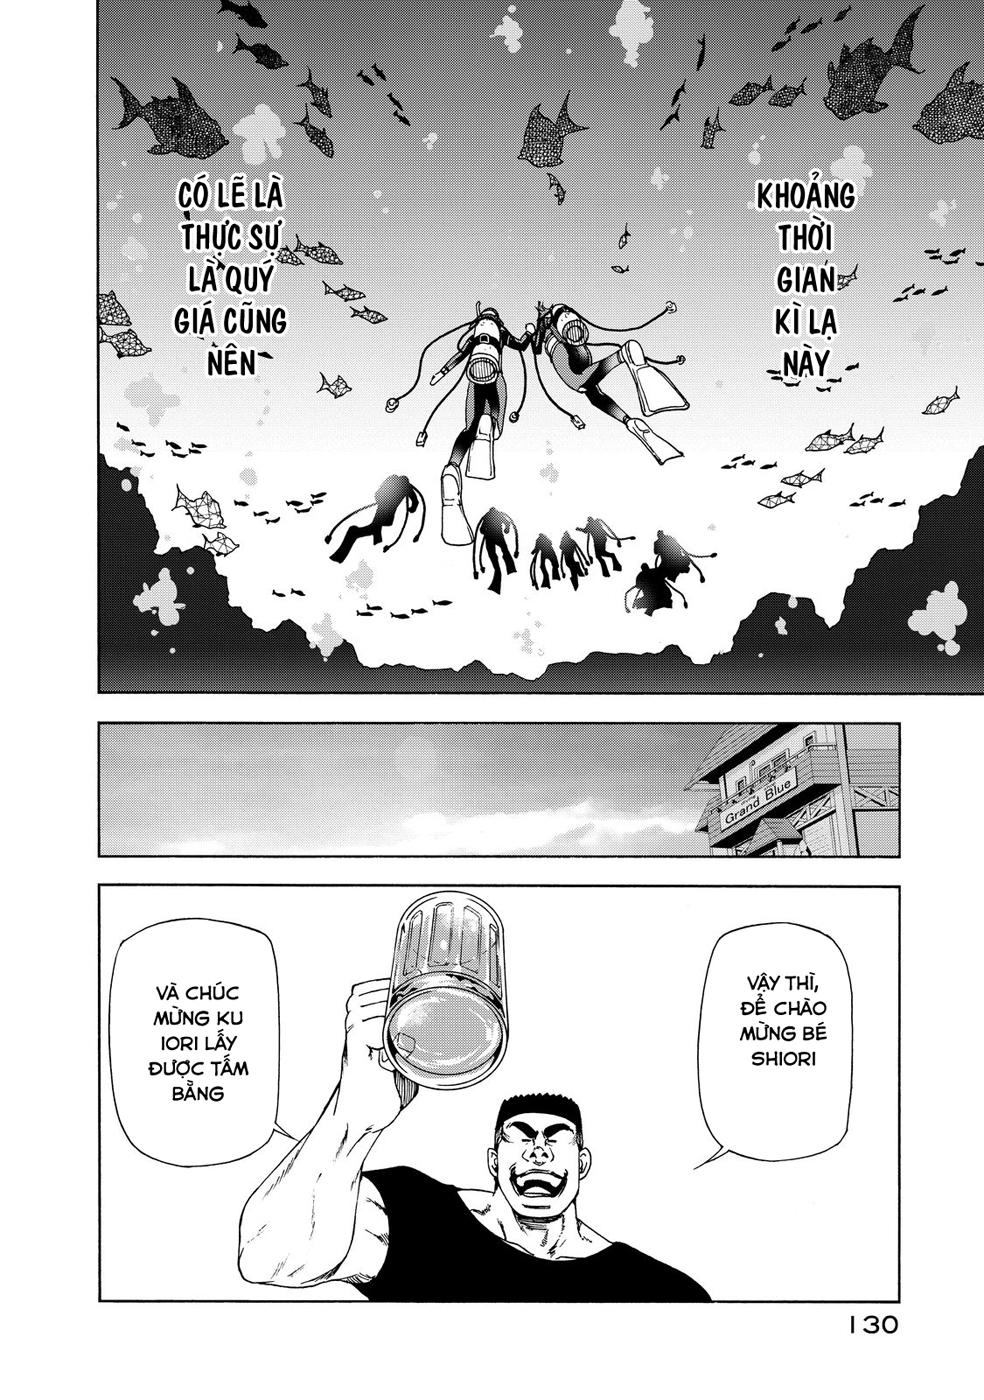 KHOẢNG
THỜI
GIAN
KÌ LẠ
NÀY
CÓ LẼ LÀ
THỰC SỰ
LÀ QUÝ
GIÁ CŨNG
NÊN
Grand Blue
VẬY THÌ,
ĐỂ CHÀO
MỪNG BÉ
SHIORI
VÀ CHÚC
MỪNG KU
IORI LẤY
ĐƯỢC TẤM
BẰNG
130